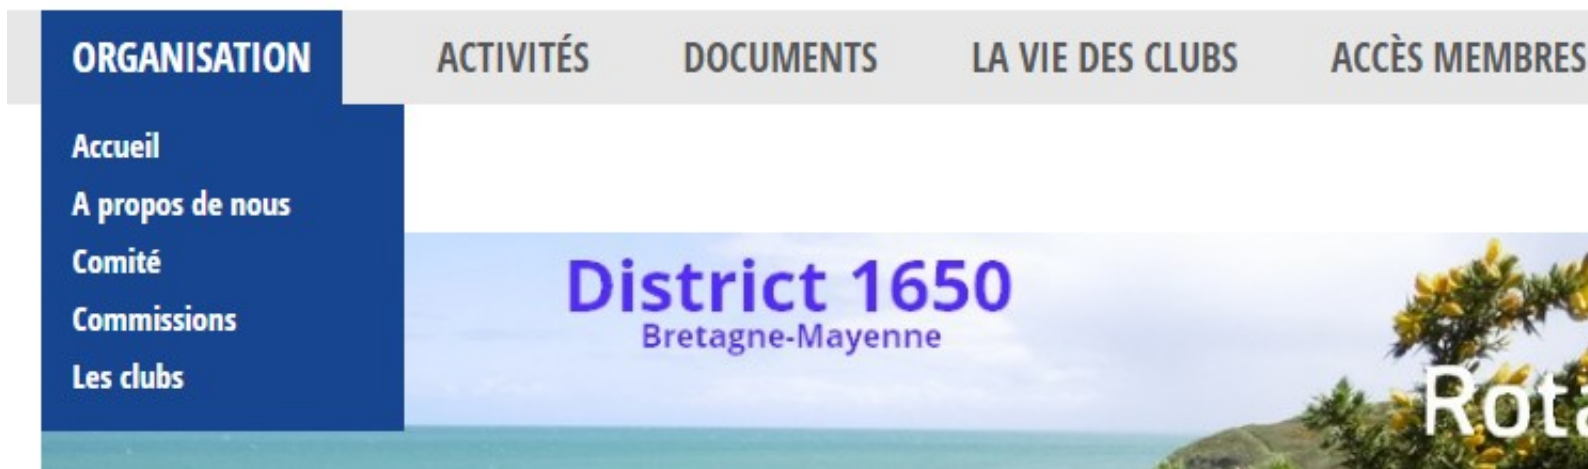 ORGANISATION ACTIVITÉS DOCUMENTS LA VIE DES CLUBS ACCÈS MEMBRES
Accueil
A propos de nous
Comité
Commissions
Les clubs
District 1650
Bretagne-Mayenne